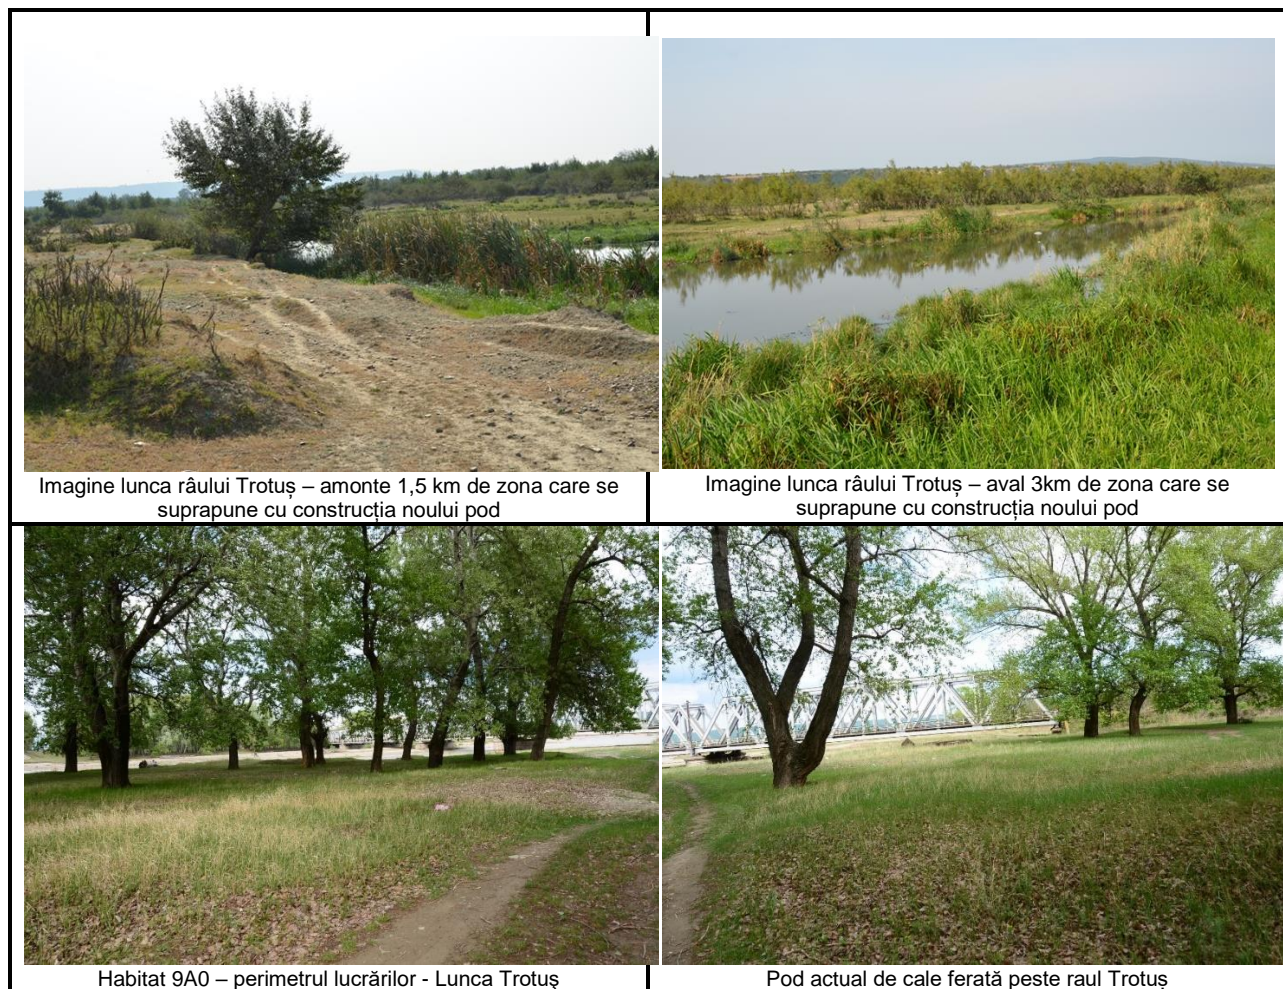 Imagine lunca râului Trotuș – amonte 1,5 km de zona care se
suprapune cu construcția noului pod
Imagine lunca râului Trotuș – aval 3km de zona care se
suprapune cu construcția noului pod
Habitat 9A0 – perimetrul lucrărilor - Lunca Trotuş
Pod actual de cale ferată peste raul Trotuș